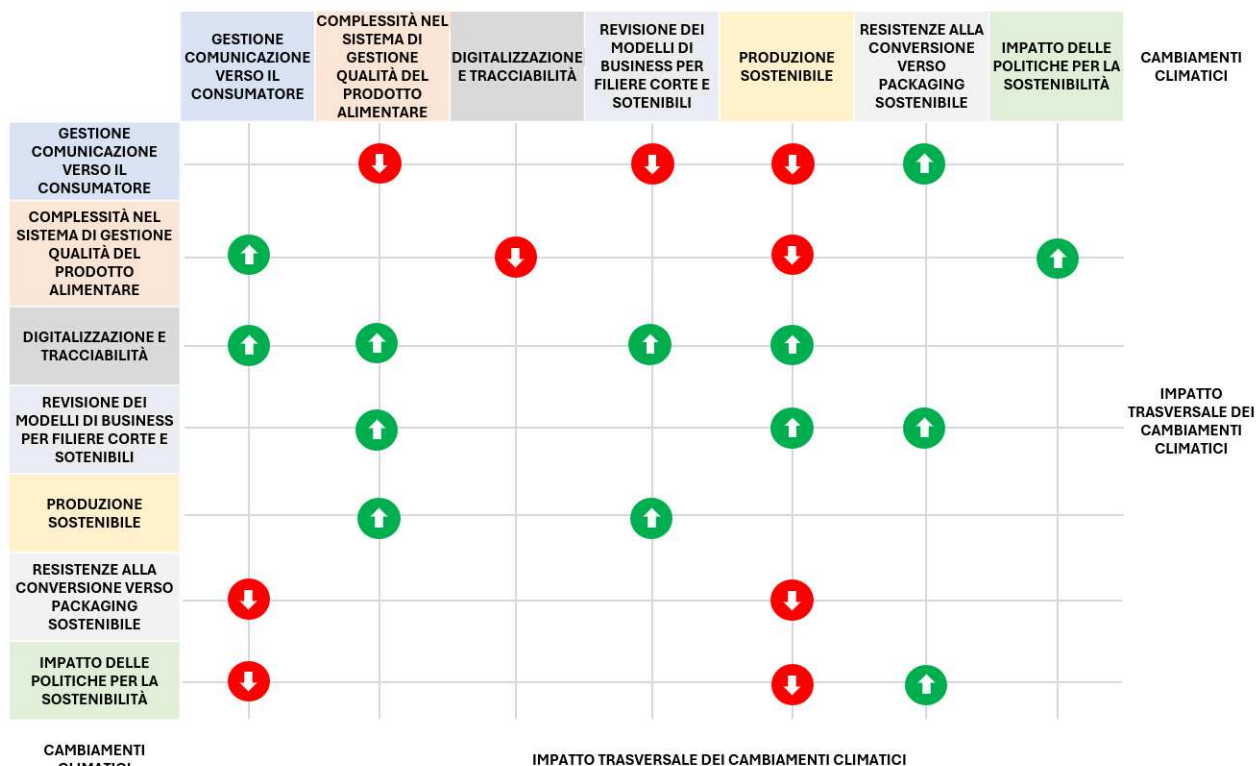 GESTIONE
COMUNICAZIONE
VERSO IL
CONSUMATORE
COMPLESSITÀ NEL
SISTEMA DI
GESTIONE
QUALITÀ DEL
PRODOTTO
ALIMENTARE
DIGITALIZZAZIONE
E TRACCIABILITÀ
REVISIONE DEI
MODELLI DI
BUSINESS PER
FILIERE CORTE E
SOTENIBILI
PRODUZIONE
SOSTENIBILE
RESISTENZE ALLA
CONVERSIONE
VERSO
PACKAGING
SOSTENIBILE
IMPATTO DELLE
POLITICHE PER LA
SOSTENIBILITÀ
CAMBIAMENTI
CLIMATICI
GESTIONE
COMUNICAZIONE
VERSO IL
CONSUMATORE
COMPLESSITÀ NEL
SISTEMA DI GESTIONE
QUALITÀ DEL
PRODOTTO
ALIMENTARE
DIGITALIZZAZIONE E
TRACCIABILITÀ
REVISIONE DEI
MODELLI DI BUSINESS
PER FILIERE CORTE E
SOTENIBILI
IMPATTO
TRASVERSALE DEI
CAMBIAMENTI
CLIMATICI
PRODUZIONE
SOSTENIBILE
RESISTENZE ALLA
CONVERSIONE VERSO
PACKAGING
SOSTENIBILE
IMPATTO DELLE
POLITICHE PER LA
SOSTENIBILITÀ
CAMBIAMENTI
CLIMATICI
IMPATTO TRASVERSALE DEI CAMBIAMENTI CLIMATICI